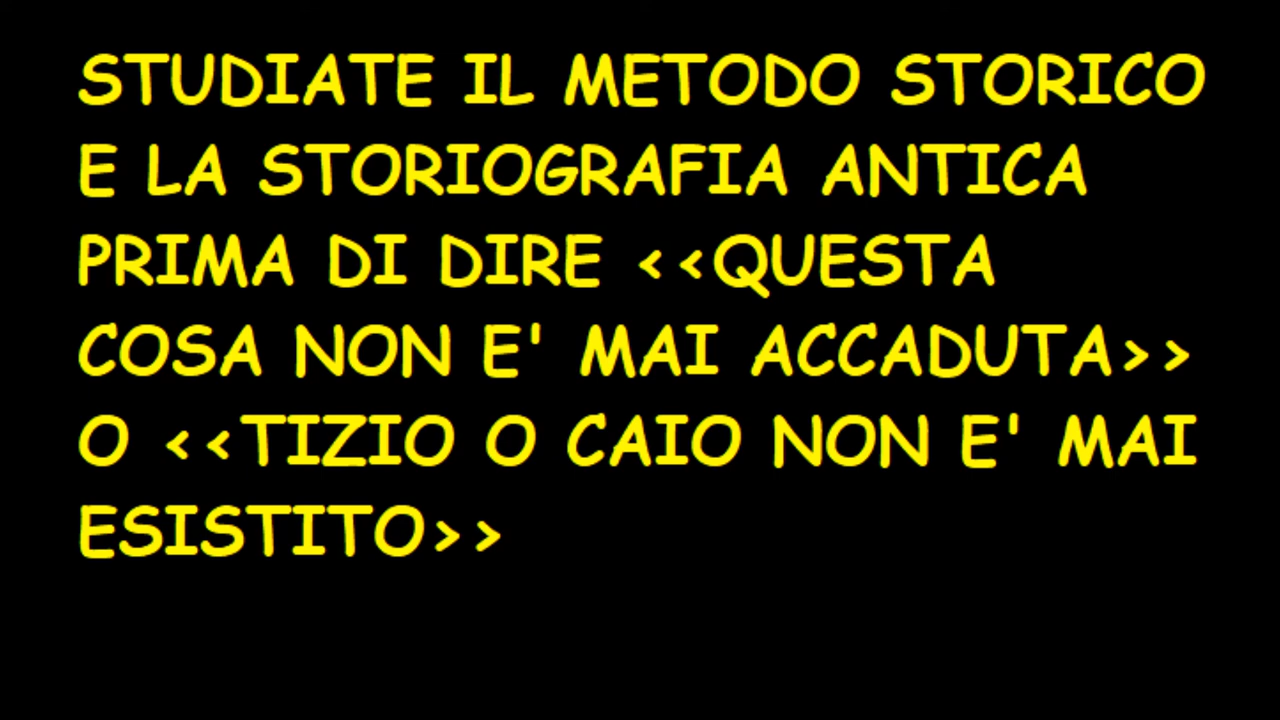 STUDIATE IL METODO STORICO
E LA STORIOGRAFIA ANTICA
PRIMA DI DIRE <<QUESTA
COSA NON E' MAI ACCADUTA>>
O <<TIZIO O CAIO NON E' MAI
ESISTITO>>